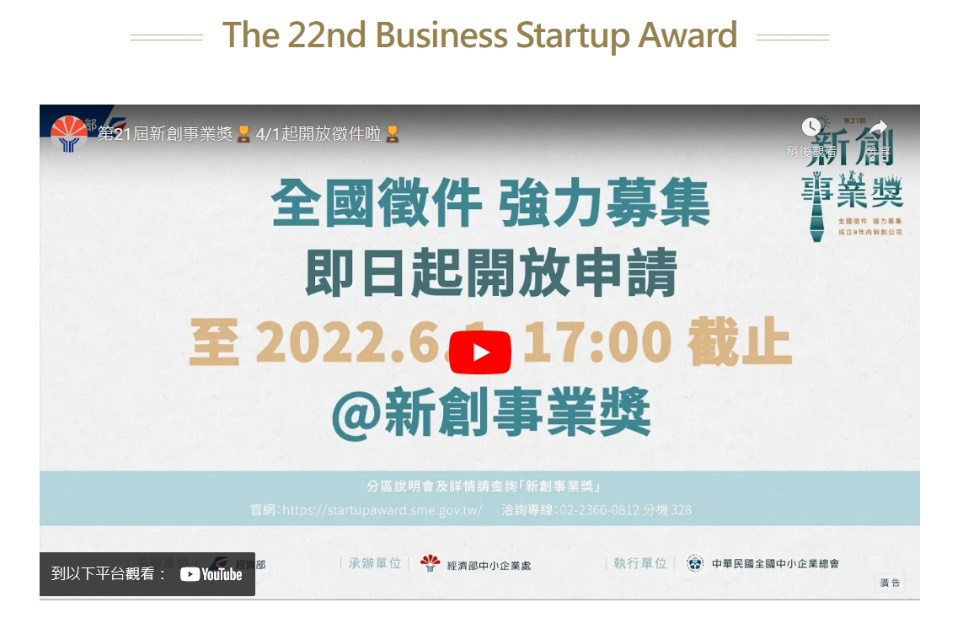 The 22nd Business Startup Award
第21屆新創事業獎 4/1起開放徵件啦
稍後觀看
分享
第21屆
新創
事業獎
全國徵件 強力募集
成立9年內新創公司
全國徵件 強力募集
即日起開放申請
至 2022.6. 17:00 截止
@新創事業獎
分區說明會及詳情請查詢「新創事業獎」
官網:https://startupaward.sme.gov.tw/ 洽詢專線:02-2366-0812 分機 328
承辦單位 經濟部中小企業處
執行單位 中華民國全國中小企業總會
到以下平台觀看： YouTube
廣告